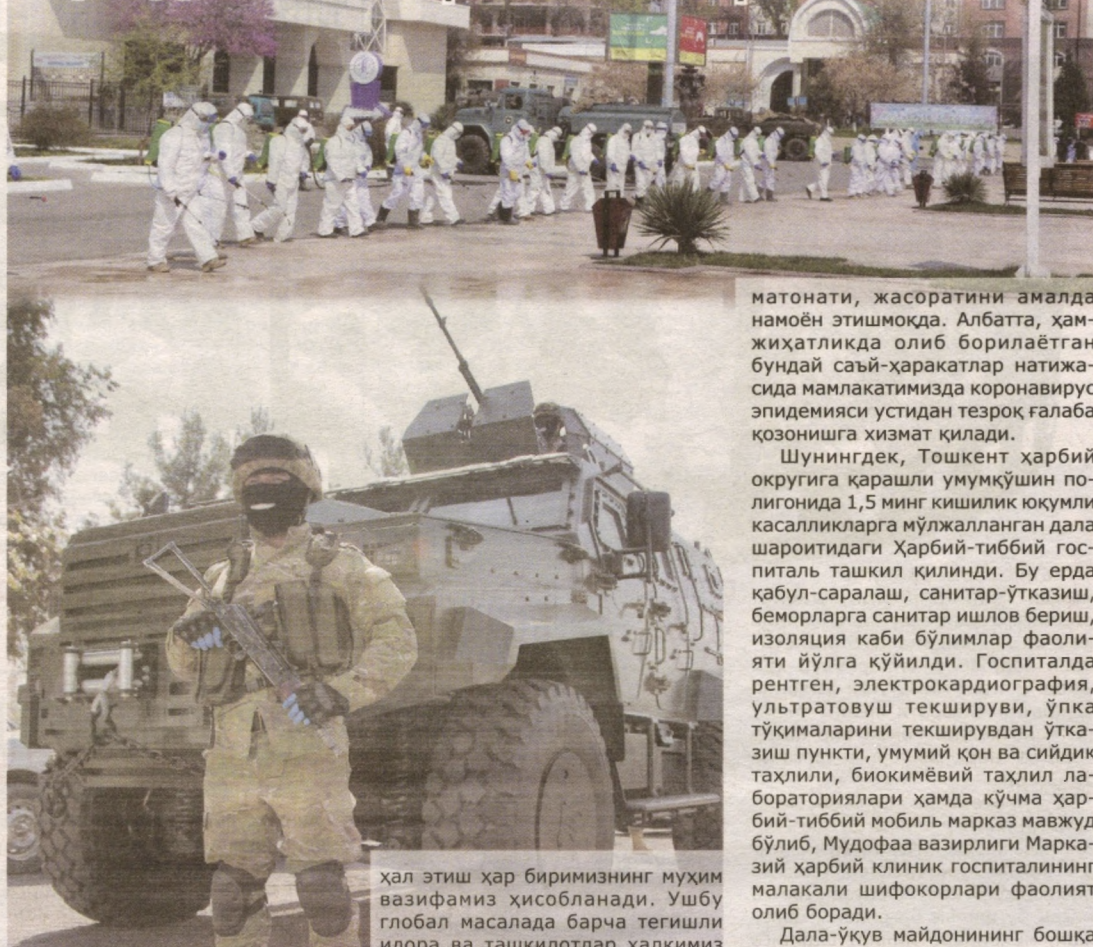 ҳал этиш ҳар биримизнинг муҳим
вазифамиз ҳисобланади. Ушбу
глобал масалада барча тегишли
идора ва ташкилотлар халқимиз
матонати, жасоратини амалда
намоён этишмоқда. Албатта, ҳам-
жиҳатликда олиб борилаётган
бундай саъй-ҳаракатлар натижа-
сида мамлакатимизда коронавирус
эпидемияси устидан тезроқ ғалаба
қозонишга хизмат қилади.
Шунингдек, Тошкент ҳарбий
округига қарашли умумқўшин по-
лигонида 1,5 минг кишилик юқумли
касалликларга мўлжалланган дала
шароитидаги Ҳарбий-тиббий гос-
питаль ташкил қилинди. Бу ерда
қабул-саралаш, санитар-ўтказиш,
беморларга санитар ишлов бериш,
изоляция каби бўлимлар фаоли-
яти йўлга қўйилди. Госпиталда
рентген, электрокардиография,
ультратовуш текшируви, ўпка
тўқималарини текширувдан ўтка-
зиш пункти, умумий қон ва сийдик
таҳлили, биокимёвий таҳлил ла-
бораториялари ҳамда кўчма ҳар-
бий-тиббий мобиль марказ мавжуд
бўлиб, Мудофаа вазирлиги Марка-
зий ҳарбий клиник госпиталининг
малакали шифокорлари фаолият
олиб боради.
Дала-ўқув майдонининг бошқа